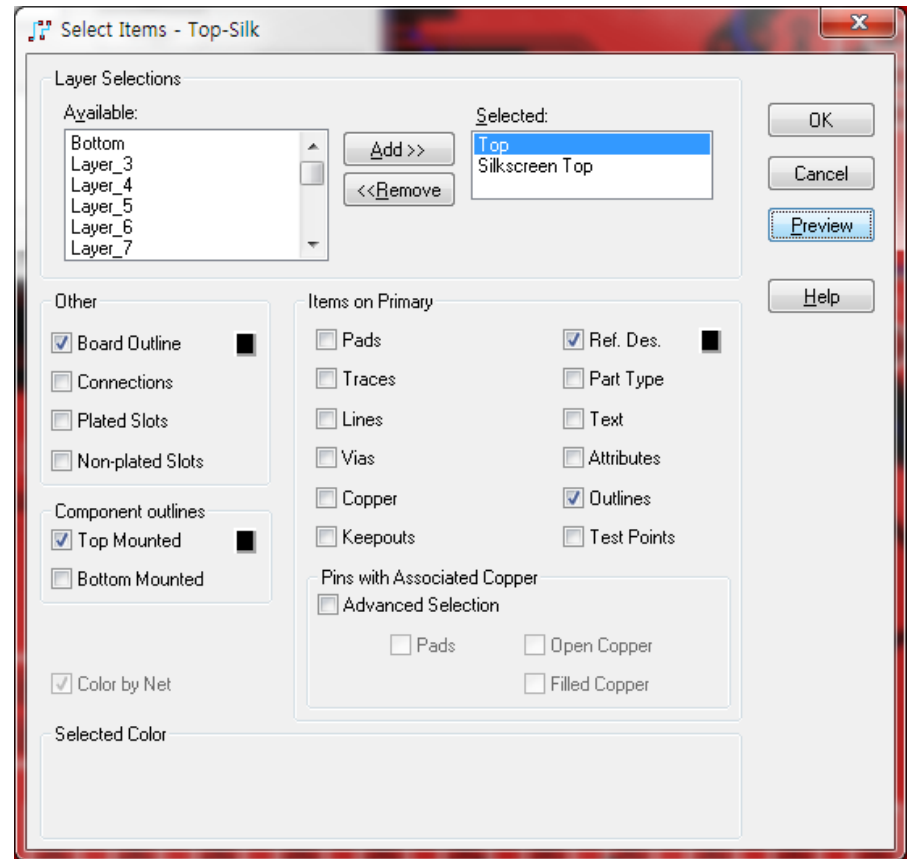 Select Items - Top-Silk
Layer Selections
Available:
Bottom
Layer_3
Layer_4
Layer_5
Layer_6
Layer_7
Add >>
<<Remove
Selected:
Top
Silkscreen Top
OK
Cancel
Preview
Help
Other
Board Outline
Connections
Plated Slots
Non-plated Slots
Component outlines
Top Mounted
Bottom Mounted
Color by Net
Items on Primary
Pads
Traces
Lines
Vias
Copper
Keepouts
Ref. Des.
Part Type
Text
Attributes
Outlines
Test Points
Pins with Associated Copper
Advanced Selection
Pads
Open Copper
Filled Copper
Selected Color